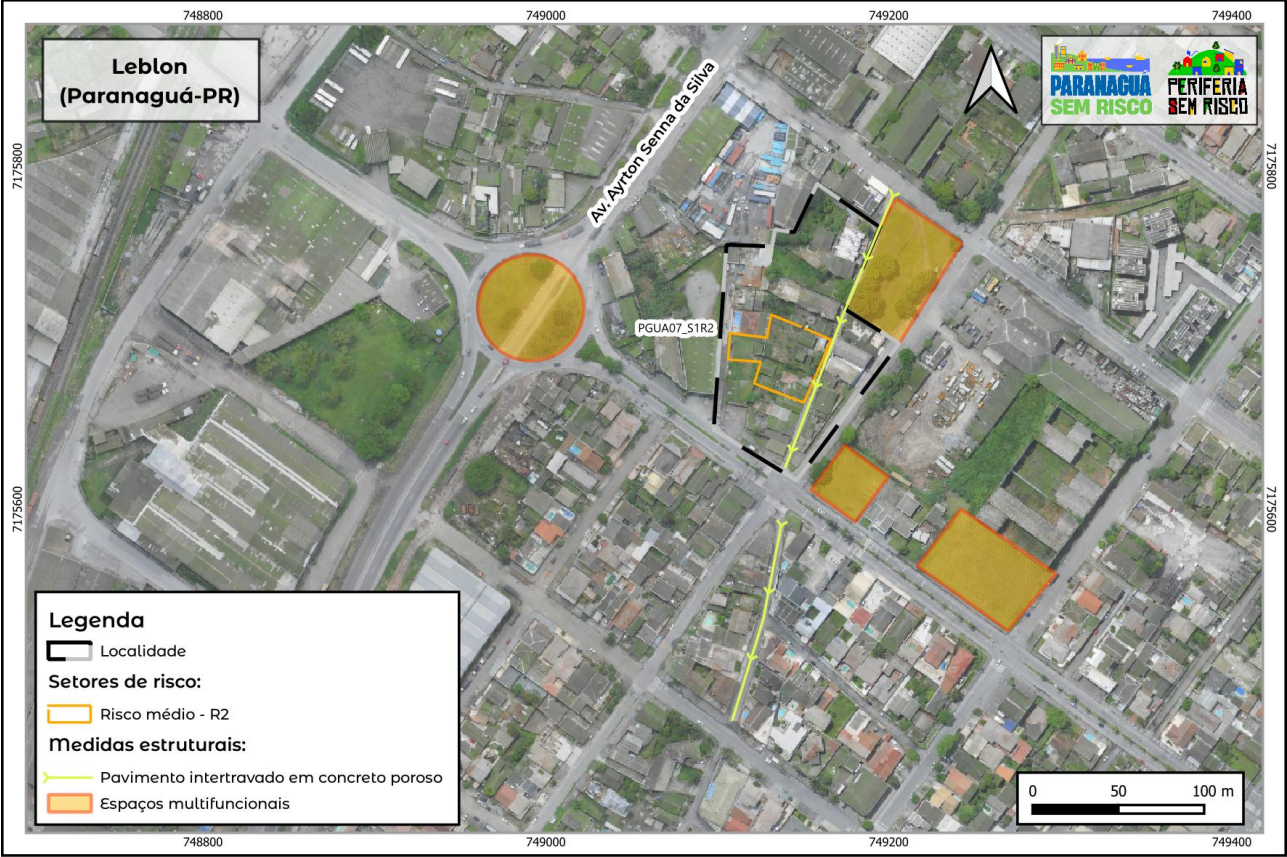 748800 749000 749200 749400
Leblon
(Paranaguá-PR)
PARANAGUÁ
SEM RISCO
PERIFERIA
SEM RISCO
Av. Ayrton Senna da Silva
7175800 7175800
PGUA07_S1R2
7175600 7175600
Legenda
Localidade
Setores de risco:
Risco médio - R2
Medidas estruturais:
Pavimento intertravado em concreto poroso
Espaços multifuncionais
0 50 100 m
748800 749000 749200 749400